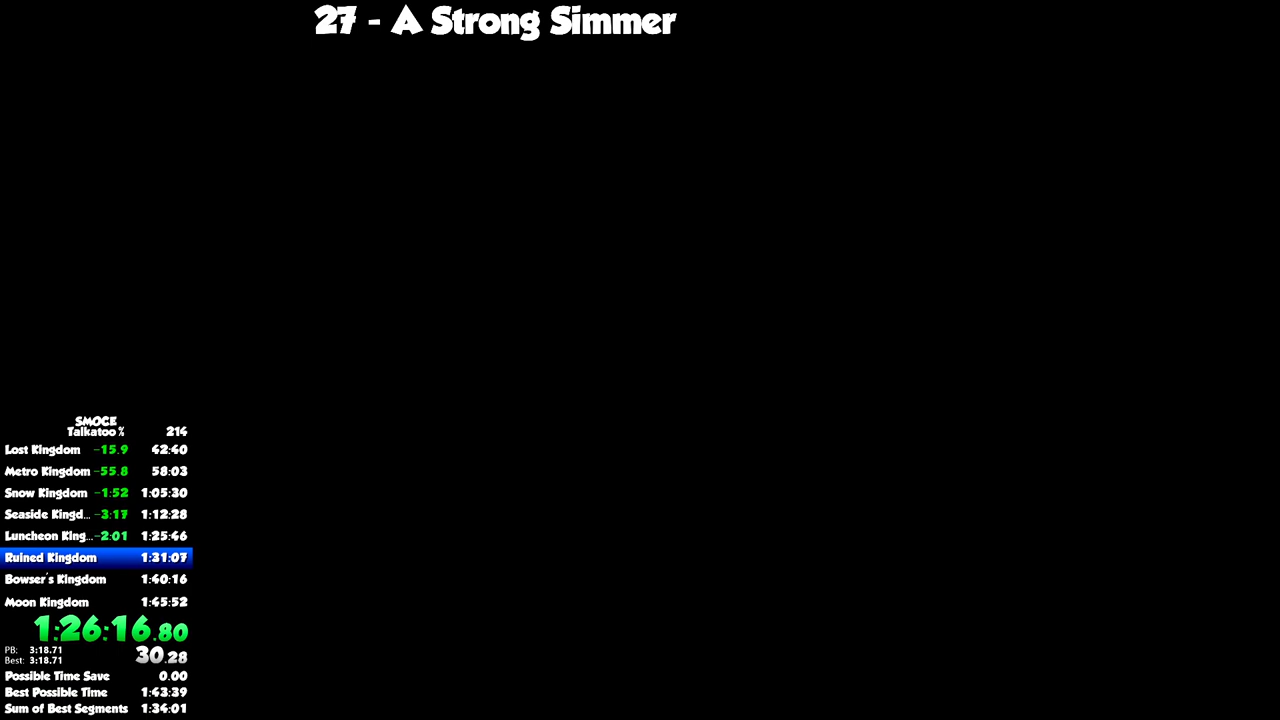 27 - A Strong Simmer
SMOCE
Talkatoo% 214
Lost Kingdom -15.9 42:40
Metro Kingdom -55.8 58:03
Snow Kingdom -1:52 1:05:30
Seaside Kingd... -3:17 1:12:28
Luncheon King... -2:01 1:25:46
Ruined Kingdom 1:31:07
Bowser's Kingdom 1:40:16
Moon Kingdom 1:45:52
1:26:16.80
PB: 3:18.71
Best: 3:18.71
30.28
Possible Time Save 0.00
Best Possible Time 1:43:39
Sum of Best Segments 1:34:01